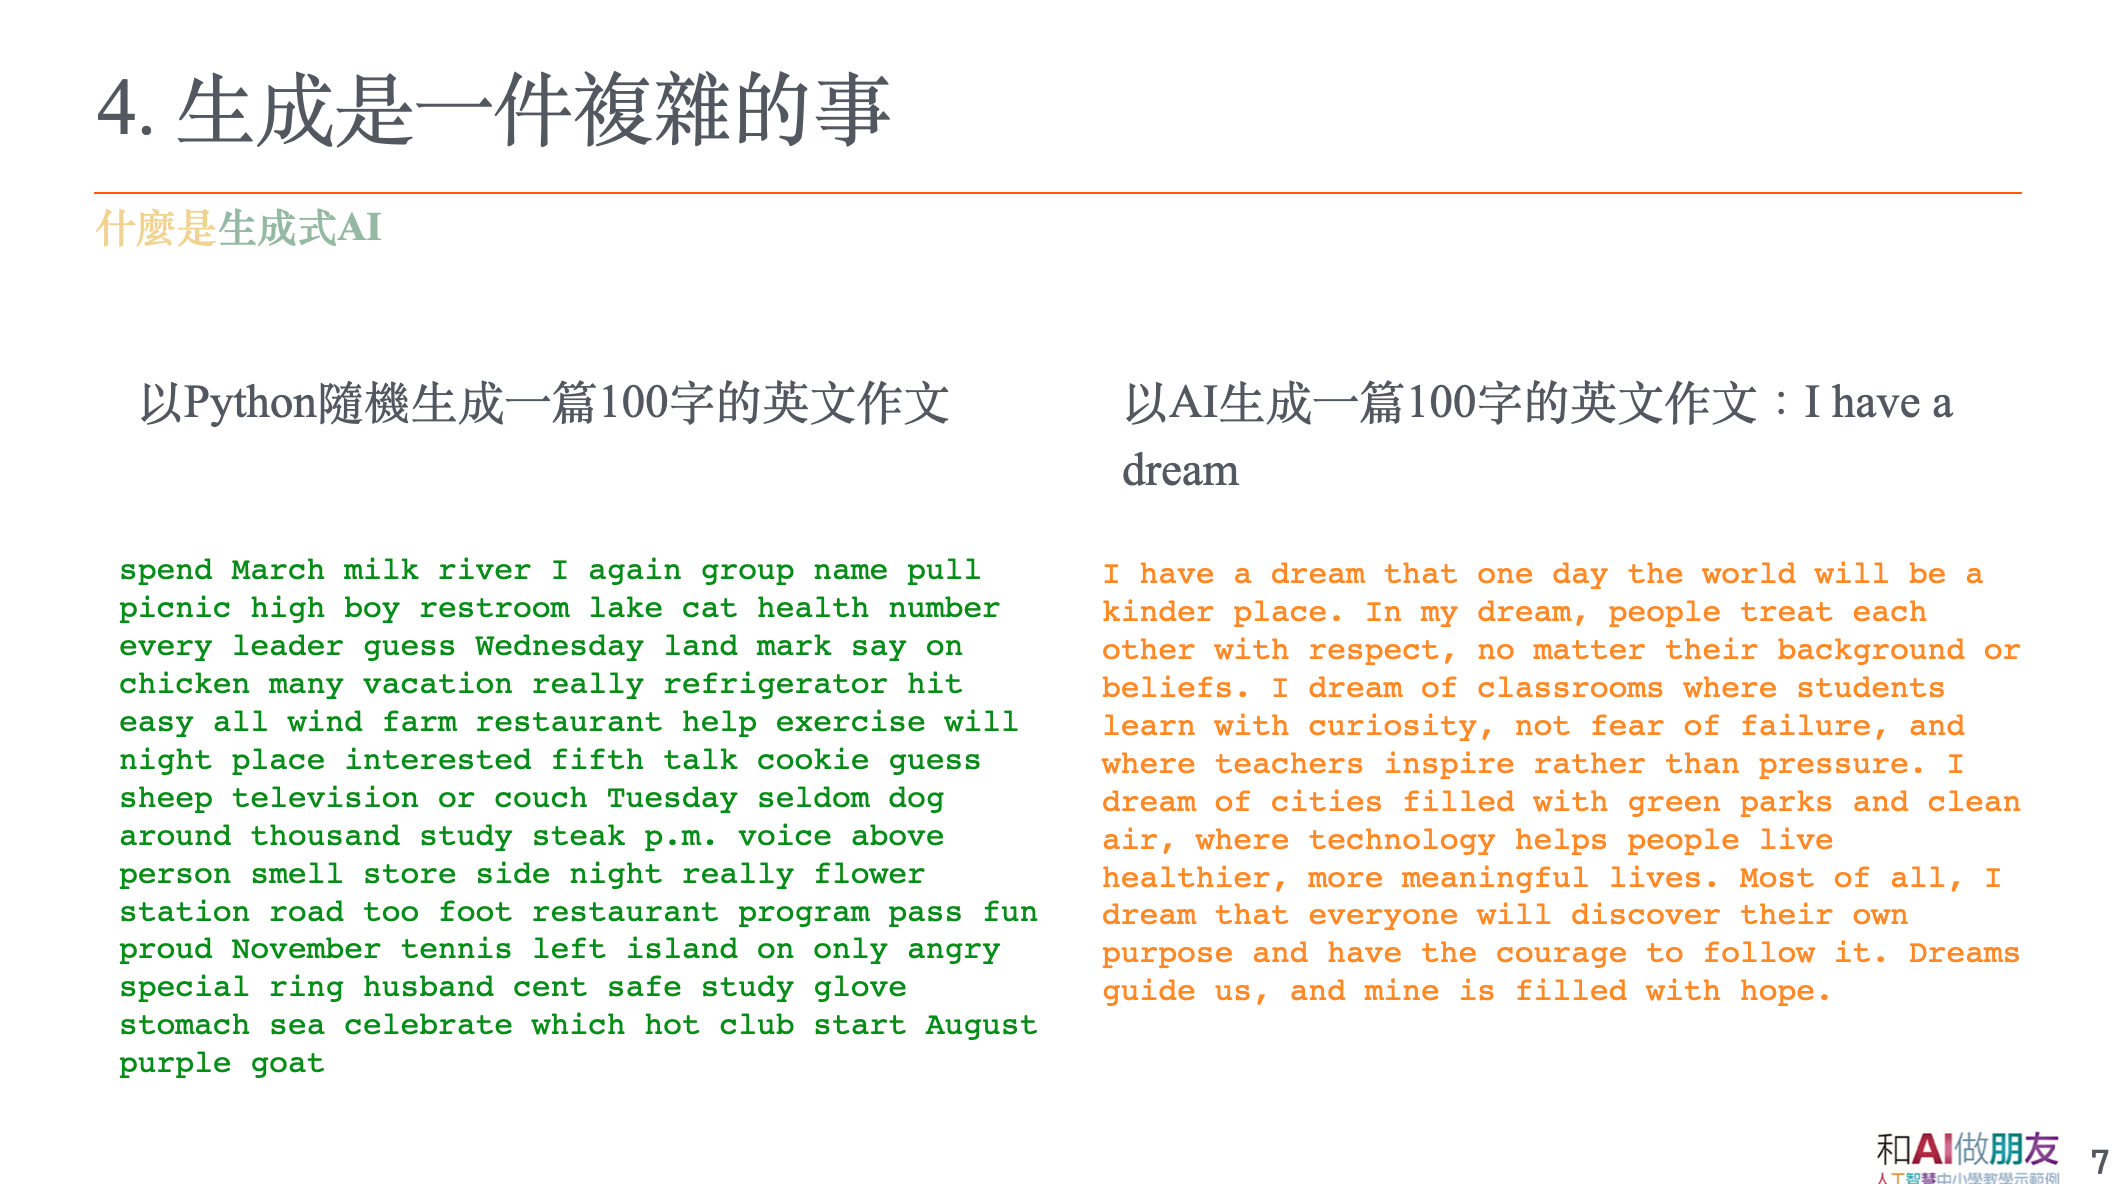 4. 生成是一件複雜的事
什麼是生成式AI
以Python隨機生成一篇100字的英文作文
spend March milk river I again group name pull
picnic high boy restroom lake cat health number
every leader guess Wednesday land mark say on
chicken many vacation really refrigerator hit
easy all wind farm restaurant help exercise will
night place interested fifth talk cookie guess
sheep television or couch Tuesday seldom dog
around thousand study steak p.m. voice above
person smell store side night really flower
station road too foot restaurant program pass fun
proud November tennis left island on only angry
special ring husband cent safe study glove
stomach sea celebrate which hot club start August
purple goat
以AI生成一篇100字的英文作文：I have a
dream
I have a dream that one day the world will be a
kinder place. In my dream, people treat each
other with respect, no matter their background or
beliefs. I dream of classrooms where students
learn with curiosity, not fear of failure, and
where teachers inspire rather than pressure. I
dream of cities filled with green parks and clean
air, where technology helps people live
healthier, more meaningful lives. Most of all, I
dream that everyone will discover their own
purpose and have the courage to follow it. Dreams
guide us, and mine is filled with hope.
和AI做朋友
人工智慧中小學教學示範例
7